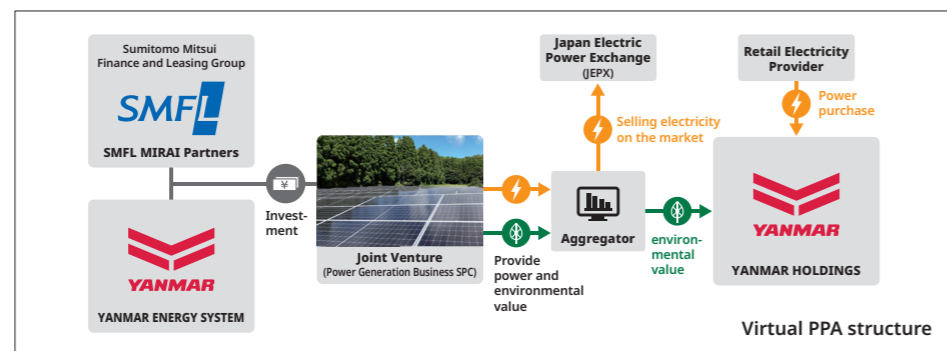 Sumitomo Mitsui
Finance and Leasing Group
SMFL
SMFL MIRAI Partners
YANMAR
YANMAR ENERGY SYSTEM
¥
Invest-
ment
Joint Venture
(Power Generation Business SPC)
Provide
power and
environmental
value
Japan Electric
Power Exchange
(JEPX)
Selling electricity
on the market
Aggregator
environ-
mental
value
Retail Electricity
Provider
Power
purchase
YANMAR
YANMAR HOLDINGS
Virtual PPA structure